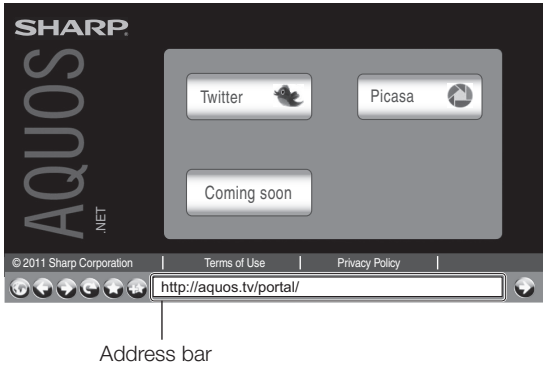 SHARP®
AQUOS
.NET
Twitter
Picasa
Coming soon
© 2011 Sharp Corporation | Terms of Use | Privacy Policy |
http://aquos.tv/portal/
Address bar